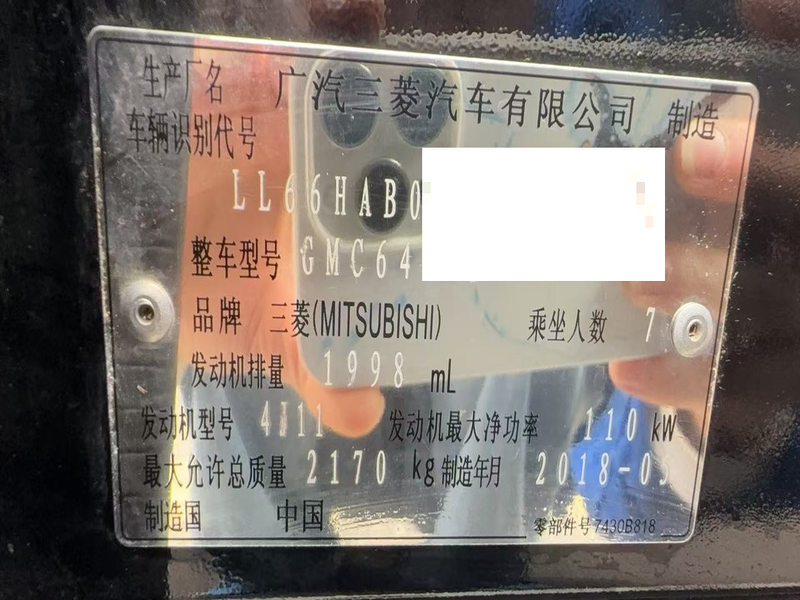 生产厂名 广汽三菱汽车有限公司 制造
车辆识别代号
LL66HAB0
整车型号 GMC64
品牌 三菱(MITSUBISHI) 乘坐人数 7
发动机排量 1998 mL
发动机型号 4J11 发动机最大净功率 110 kW
最大允许总质量 2170 kg 制造年月 2018-05
制造国 中国
零部件号 7430B818